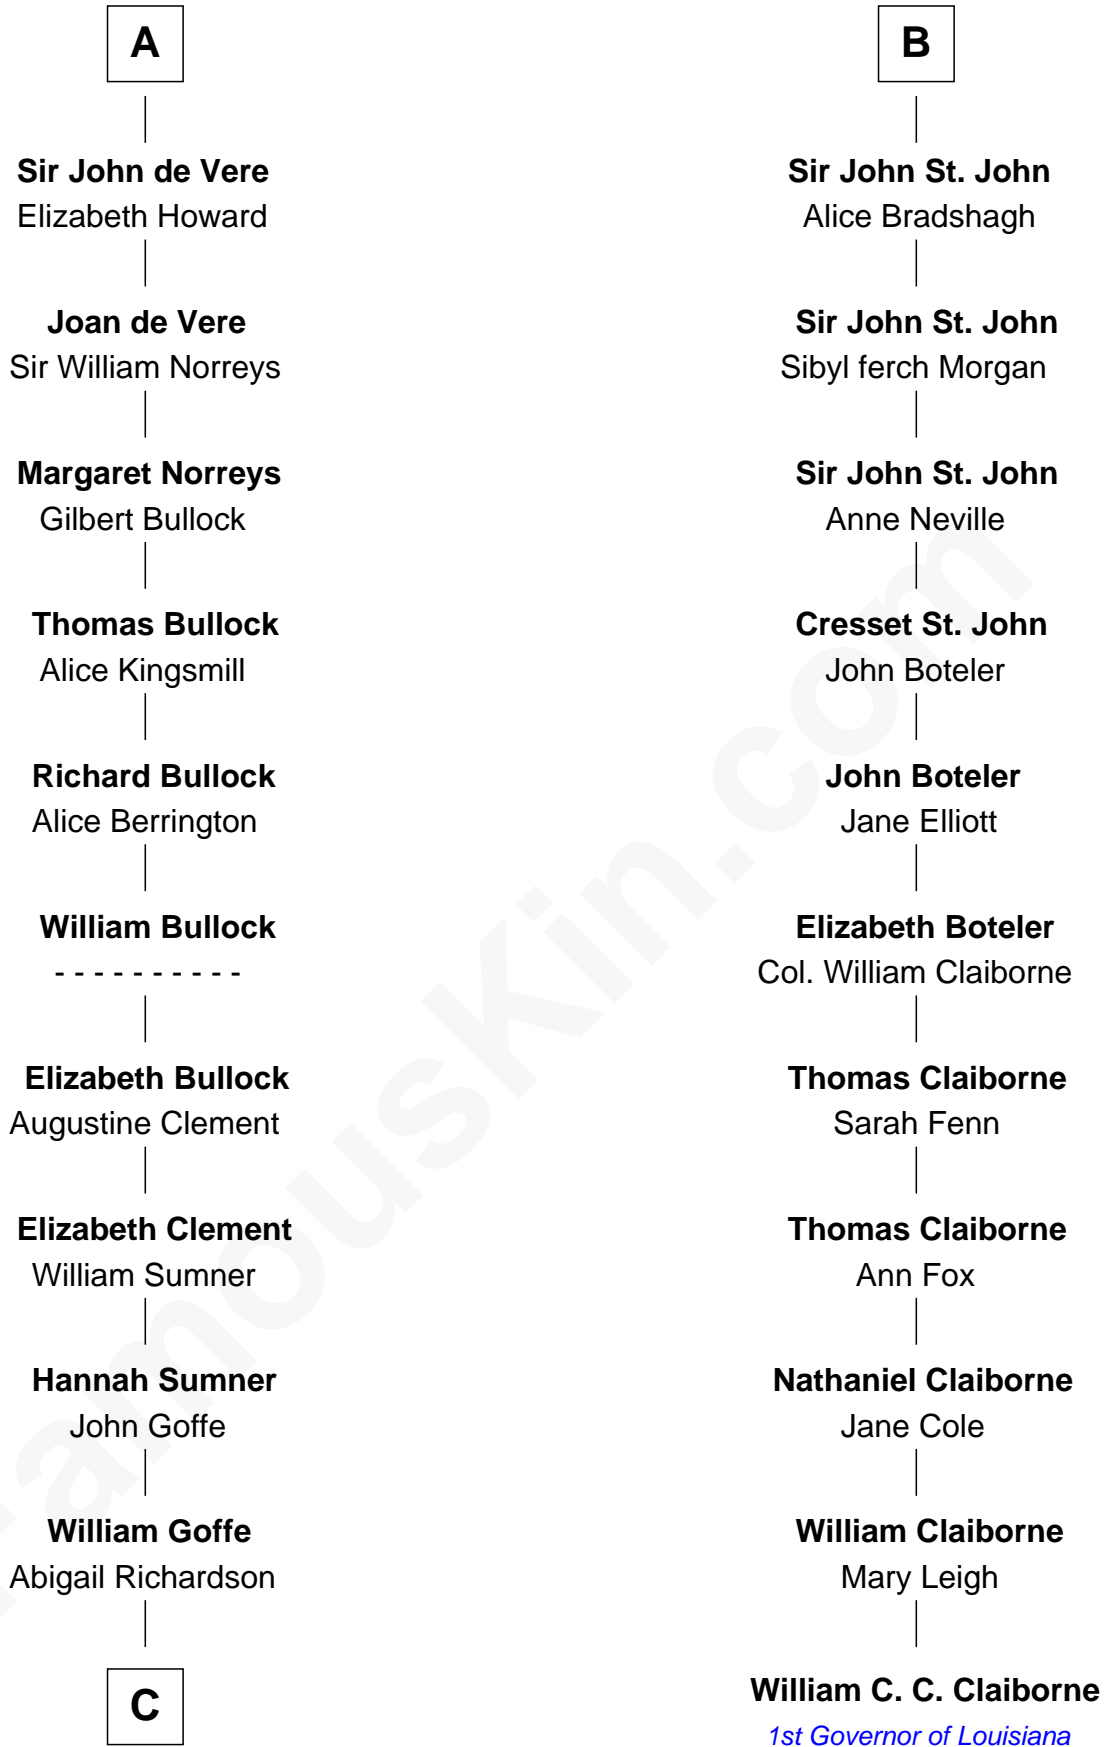 A
Sir John de Vere
Elizabeth Howard
Joan de Vere
Sir William Norreys
Margaret Norreys
Gilbert Bullock
Thomas Bullock
Alice Kingsmill
Richard Bullock
Alice Berrington
William Bullock
- - - - - - - - - -
Elizabeth Bullock
Augustine Clement
Elizabeth Clement
William Sumner
Hannah Sumner
John Goffe
William Goffe
Abigail Richardson
C
B
Sir John St. John
Alice Bradshagh
Sir John St. John
Sibyl ferch Morgan
Sir John St. John
Anne Neville
Cresset St. John
John Boteler
John Boteler
Jane Elliott
Elizabeth Boteler
Col. William Claiborne
Thomas Claiborne
Sarah Fenn
Thomas Claiborne
Ann Fox
Nathaniel Claiborne
Jane Cole
William Claiborne
Mary Leigh
William C. C. Claiborne
1st Governor of Louisiana
FamousKin.com